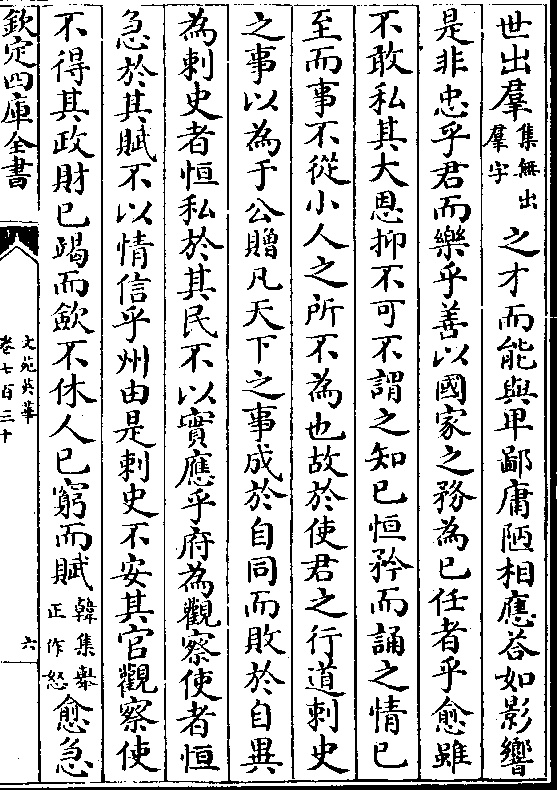 世出羣集無出羣字之才而能與卑鄙庸陋相應答如影響
是非忠乎君而樂乎善以國家之務為已任者乎愈雖
不敢私其大恩抑不可不謂之知已恒矜而誦之情已
至而事不從小人之所不為也故於使君之行道刺史
之事以為于公贈凡天下之事成於自同而敗於自異
為刺史者恒私於其民不以實應乎府為觀察使者恒
急於其賦不以情信乎州由是刺史不安其官觀察使
不得其政財已竭而斂不休人已窮而賦韓集舉正作怒愈急
欽定四庫全書
文苑英華
卷七百三十
六